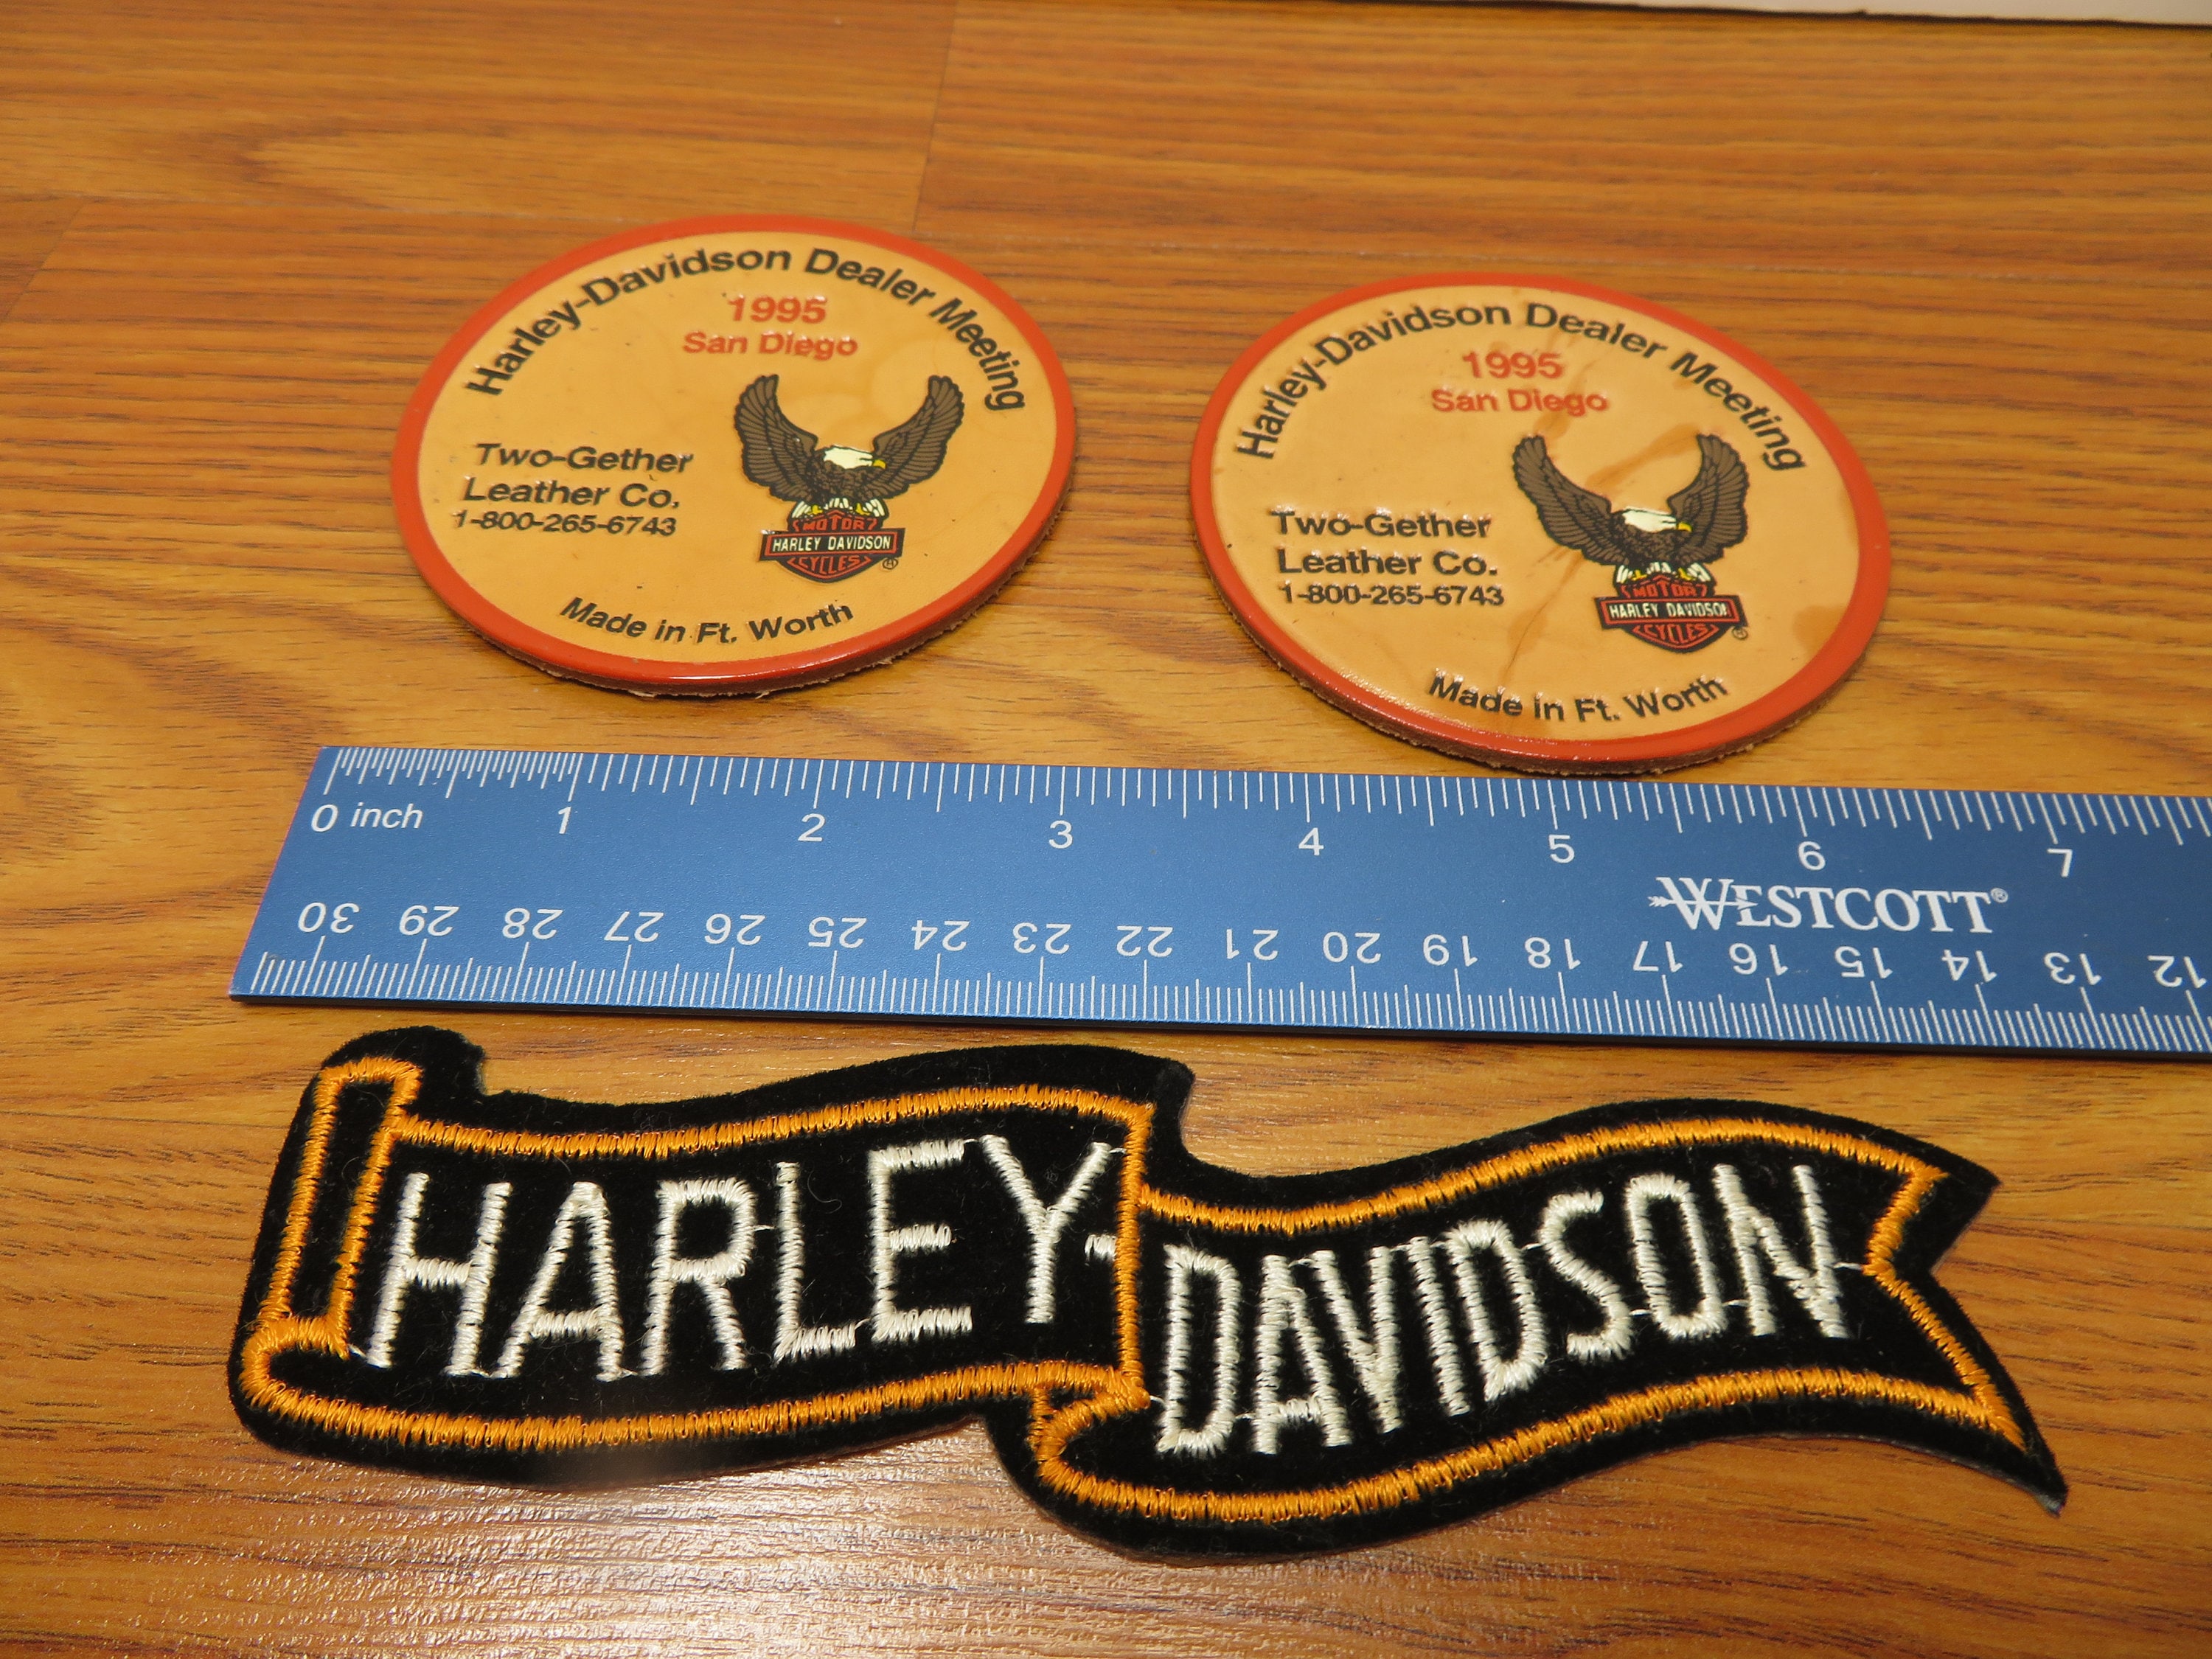 Harley-Davidson Dealer Meeting
1995
San Diego
Two-Gether
Leather Co,
1-800-265-6743
MOTOR
HARLEY DAVIDSON
CYCLES
®
Made in Ft. Worth
Harley-Davidson Dealer Meeting
1995
San Diego
Two-Gether
Leather Co.
1-800-265-6743
MOTOR
HARLEY DAVIDSON
CYCLES
®
Made in Ft. Worth
0 inch 1 2 3 4 5 6 7
WESTCOTT®
30 29 28 27 26 25 24 23 22 21 20 19 18 17 16 15 14 13 12
HARLEY-DAVIDSON